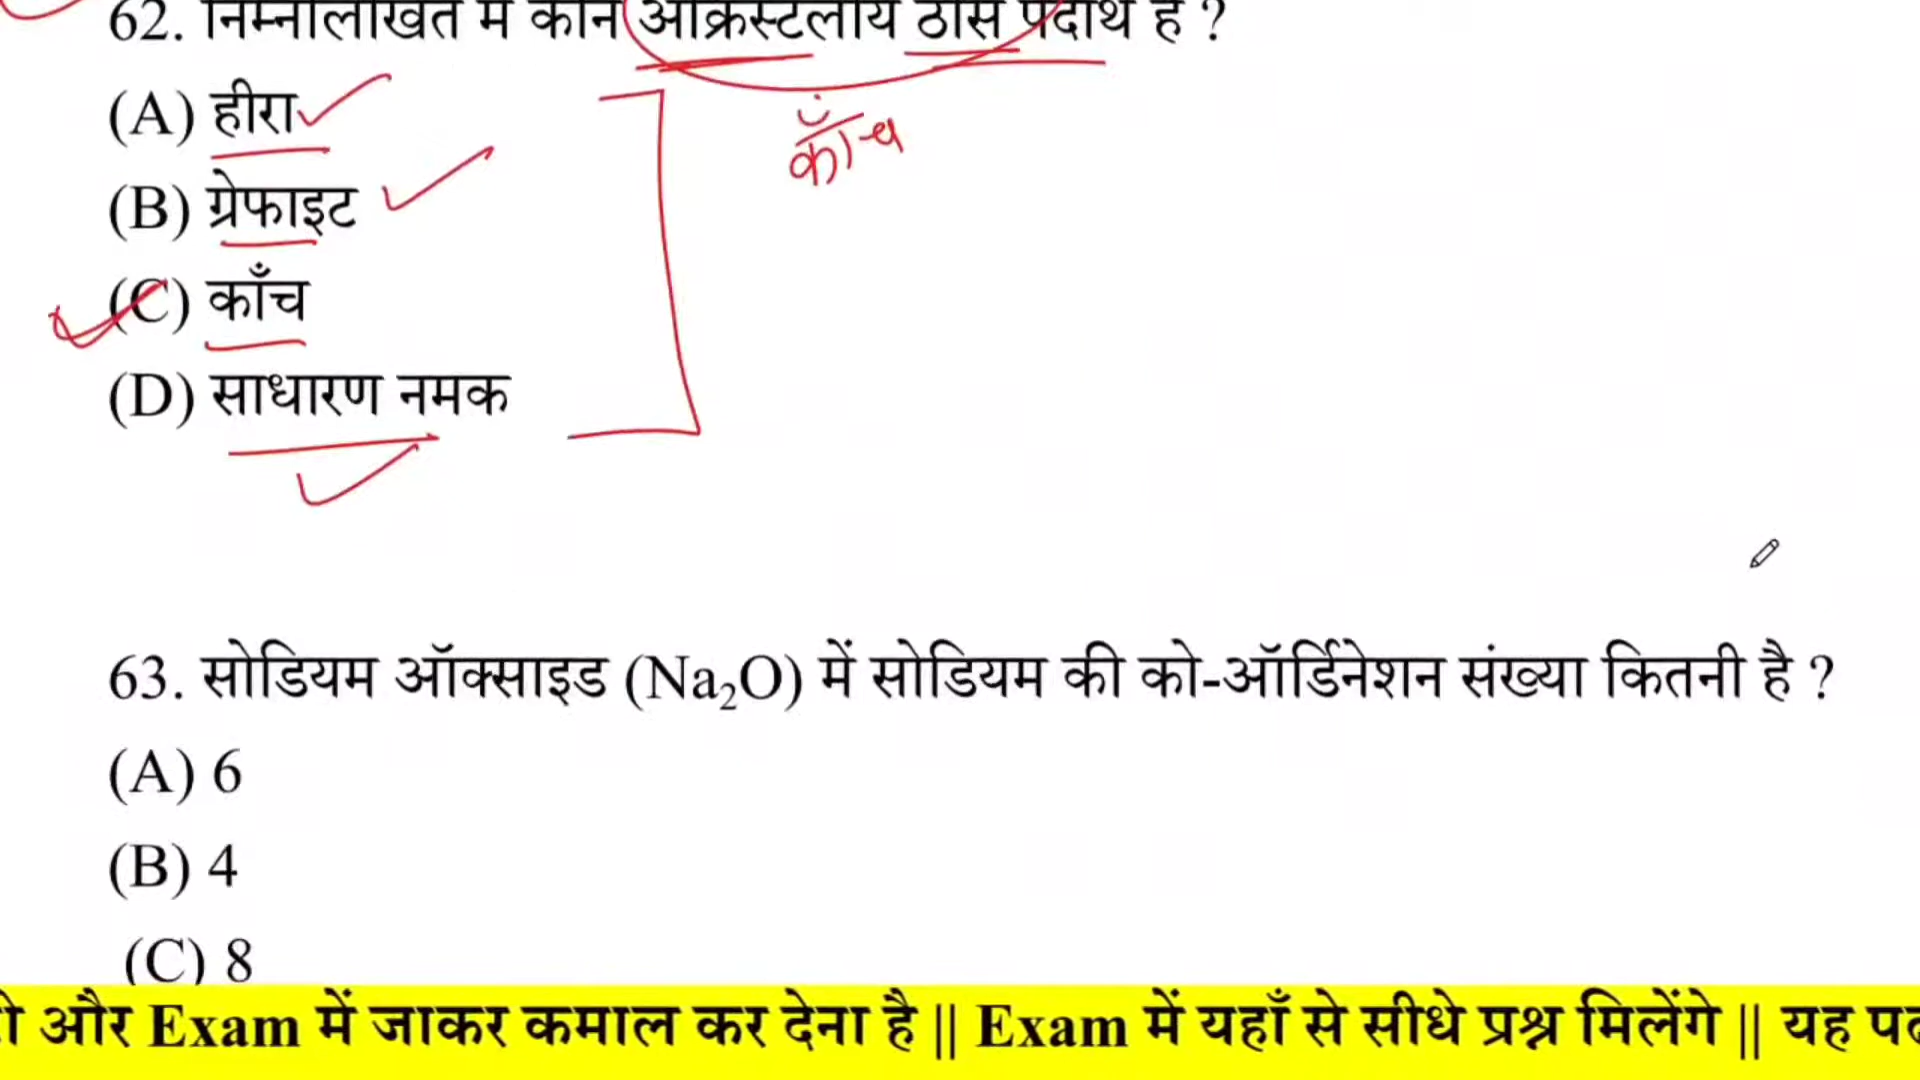 62. निम्नलिखित में कौन अक्रिस्टलीय ठोस पदार्थ है ?
(A) हीरा
काँच
(B) ग्रेफाइट
(C) काँच
(D) साधारण नमक
63. सोडियम ऑक्साइड (Na₂O) में सोडियम की को-ऑर्डिनेशन संख्या कितनी है ?
(A) 6
(B) 4
(C) 8
और Exam में जाकर कमाल कर देना है || Exam में यहाँ से सीधे प्रश्न मिलेंगे || यह